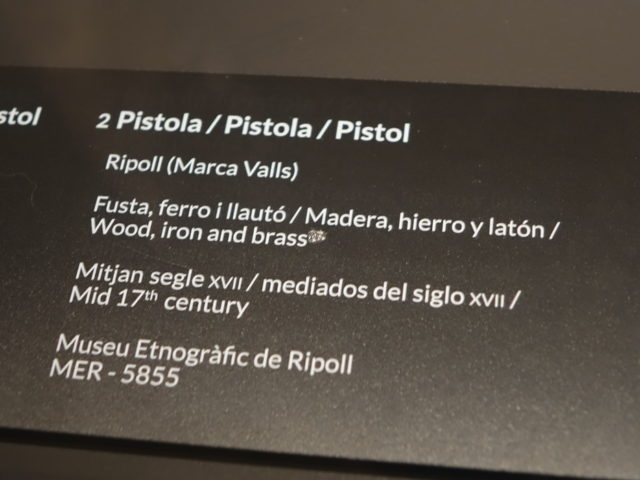 stol
2 Pistola / Pistola / Pistol
Ripoll (Marca Valls)
Fusta, ferro i llautó / Madera, hierro y latón /
Wood, iron and brass
Mitjan segle XVII / mediados del siglo XVII /
Mid 17th century
Museu Etnogràfic de Ripoll
MER - 5855